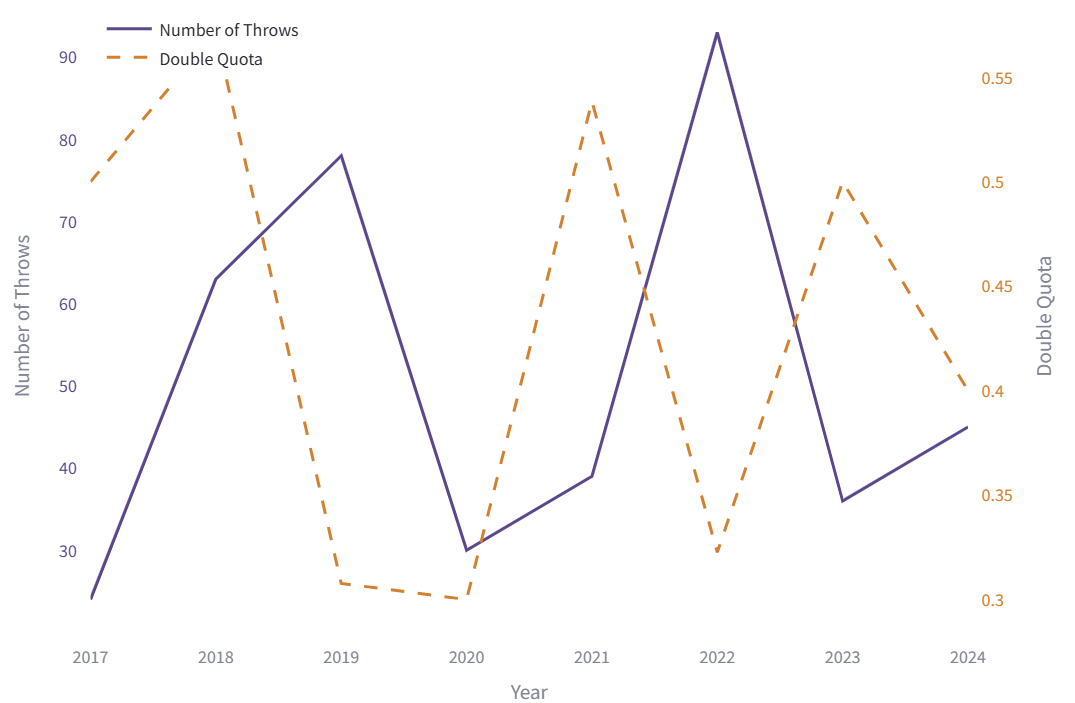 Number of Throws
Double Quota
90
80
70
60
50
40
30
Number of Throws
0.55
0.5
0.45
0.4
0.35
0.3
Double Quota
2017 2018 2019 2020 2021 2022 2023 2024
Year